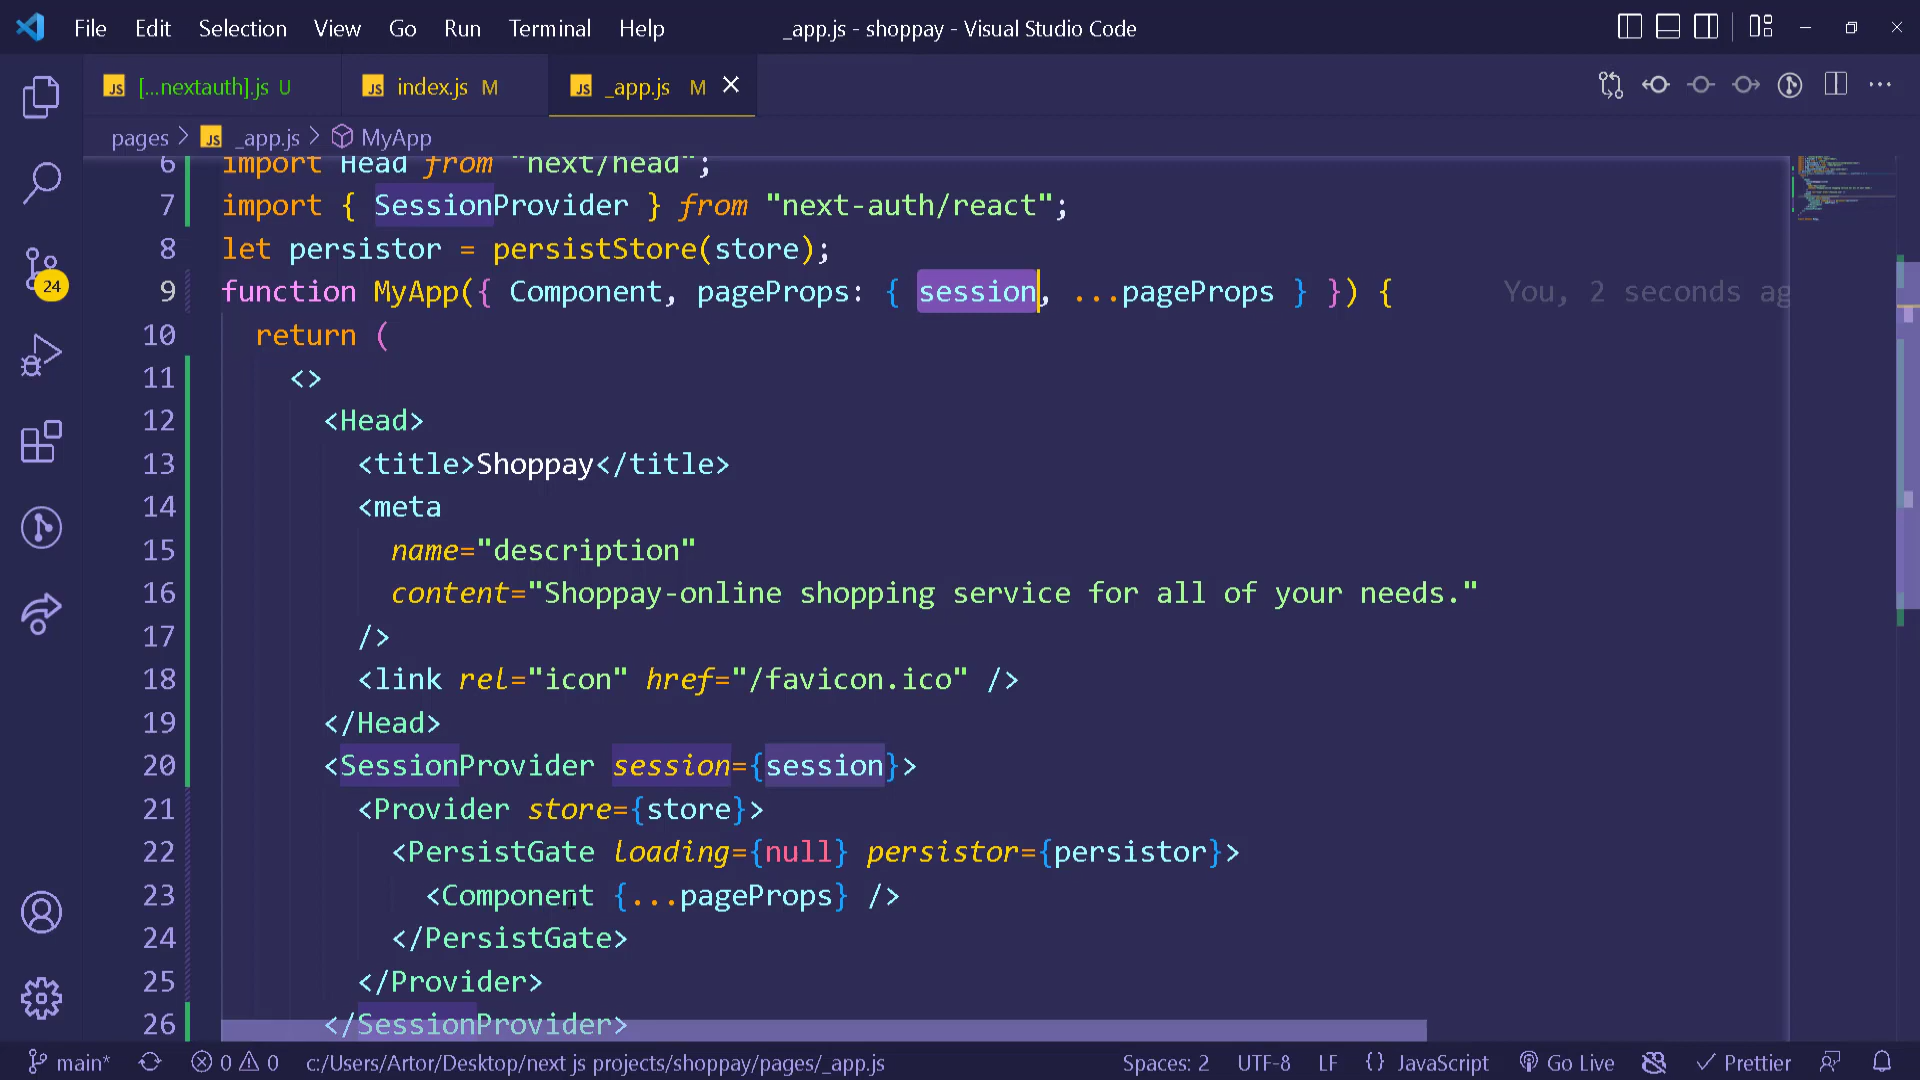 File Edit Selection View Go Run Terminal Help _app.js - shoppay - Visual Studio Code
JS [...nextauth].js U JS index.js M JS _app.js M
pages > JS _app.js > MyApp
6 import Head from "next/head";
7 import { SessionProvider } from "next-auth/react";
8 let persistor = persistStore(store);
9 function MyApp({ Component, pageProps: { session, ...pageProps } }) { You, 2 seconds ag
10 return (
11 <>
12 <Head>
13 <title>Shoppay</title>
14 <meta
15 name="description"
16 content="Shoppay-online shopping service for all of your needs."
17 />
18 <link rel="icon" href="/favicon.ico" />
19 </Head>
20 <SessionProvider session={session}>
21 <Provider store={store}>
22 <PersistGate loading={null} persistor={persistor}>
23 <Component {...pageProps} />
24 </PersistGate>
25 </Provider>
26 </SessionProvider>
24
main* 0 0 c:/Users/Artor/Desktop/next js projects/shoppay/pages/_app.js Spaces: 2 UTF-8 LF {} JavaScript Go Live Prettier